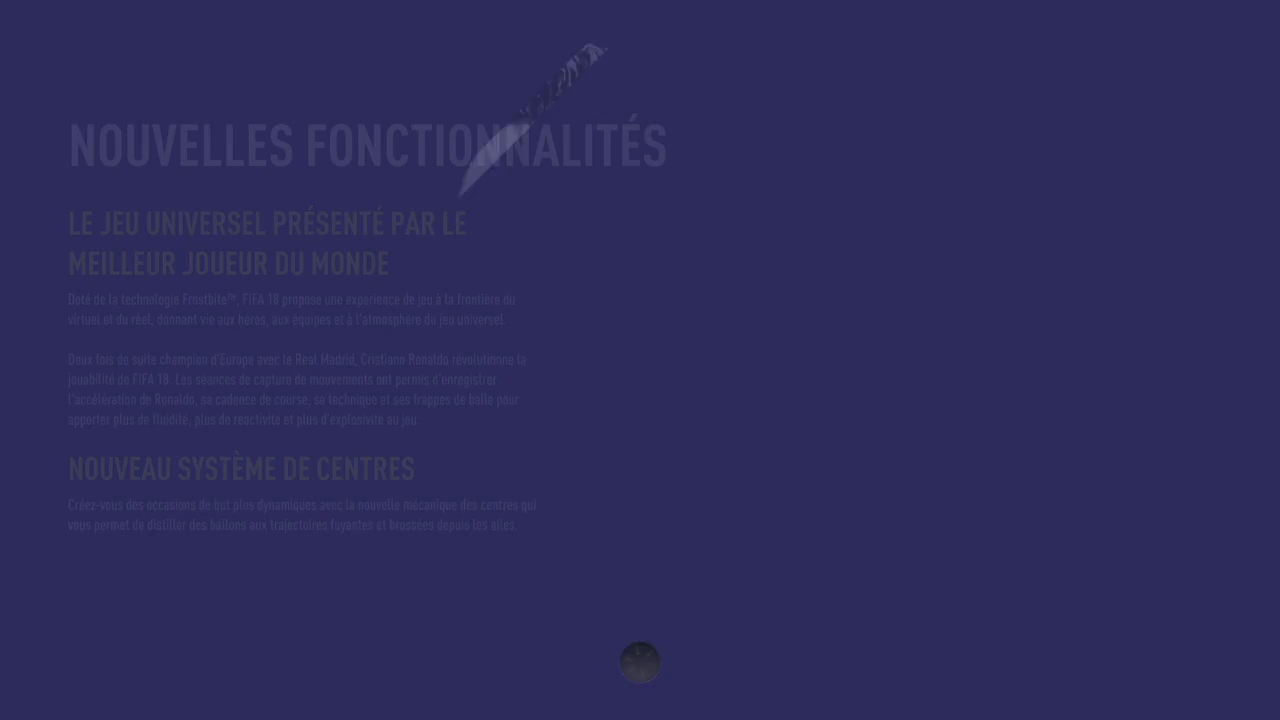 NOUVELLES FONCTIONNALITÉS
LE JEU UNIVERSEL PRÉSENTÉ PAR LE
MEILLEUR JOUEUR DU MONDE
Doté de la technologie Frostbite™, FIFA 18 propose une expérience de jeu à la frontière du
virtuel et du réel, donnant vie aux héros, aux équipes et à l'atmosphère du jeu universel.
Deux fois de suite champion d'Europe avec le Real Madrid, Cristiano Ronaldo révolutionne la
jouabilité de FIFA 18. Les séances de capture de mouvements ont permis d'enregistrer
l'accélération de Ronaldo, sa cadence de course, sa technique et ses frappes de balle pour
apporter plus de fluidité, plus de réactivité et plus d'explosivité au jeu.
NOUVEAU SYSTÈME DE CENTRES
Créez-vous des occasions de but plus dynamiques avec la nouvelle mécanique des centres qui
vous permet de distiller des ballons aux trajectoires fuyantes et brossées depuis les ailes.